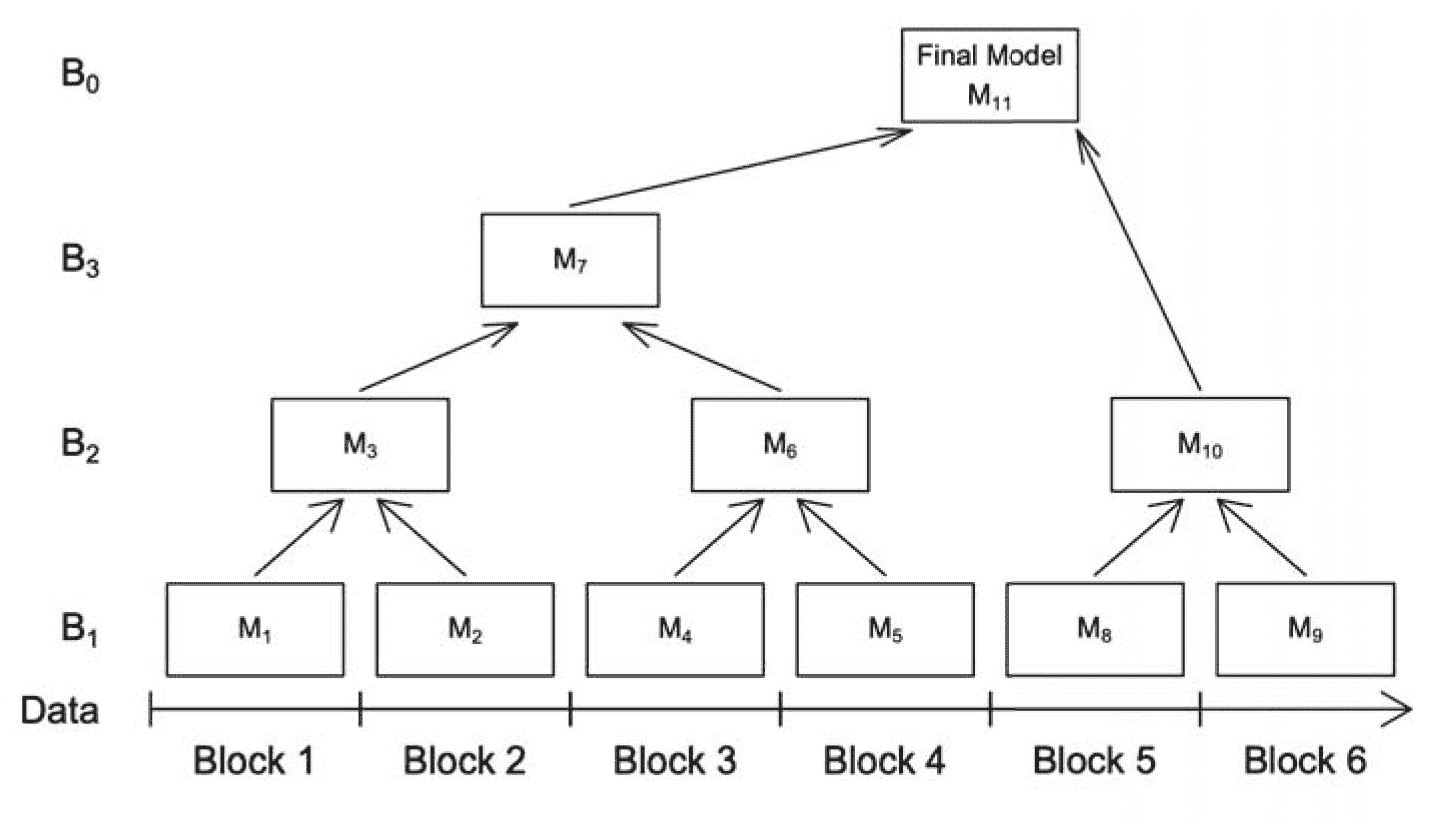 B₀
Final Model
M₁₁
B₃
M₇
B₂
M₃
M₆
M₁₀
B₁
M₁
M₂
M₄
M₅
M₈
M₉
Data
Block 1
Block 2
Block 3
Block 4
Block 5
Block 6